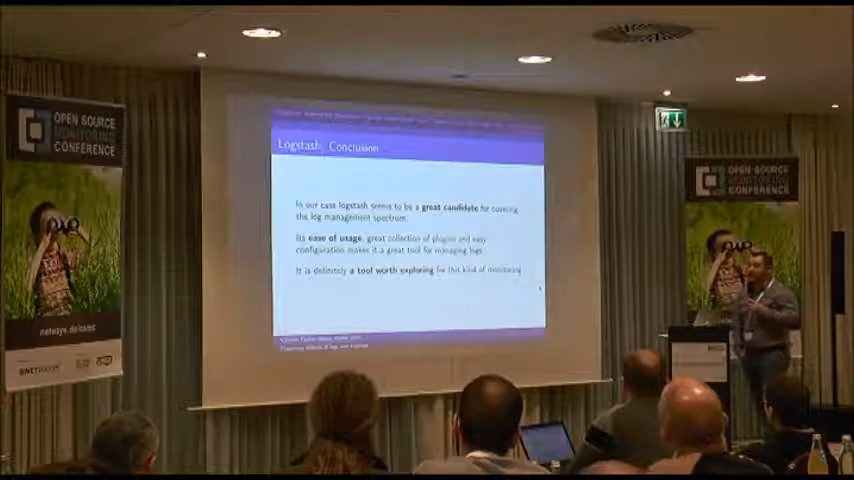 OPEN SOURCE
MONITORING
CONFERENCE
netways.de/osmc
Logstash Conclusion
In our case logstash seems to be a great candidate for covering
the log management spectrum.
Its ease of usage, great collection of plugins and easy
configuration makes it a great tool for managing logs.
It is definitely a tool worth exploring for this kind of monitoring
OPEN SOURCE
MONITORING
CONFERENCE